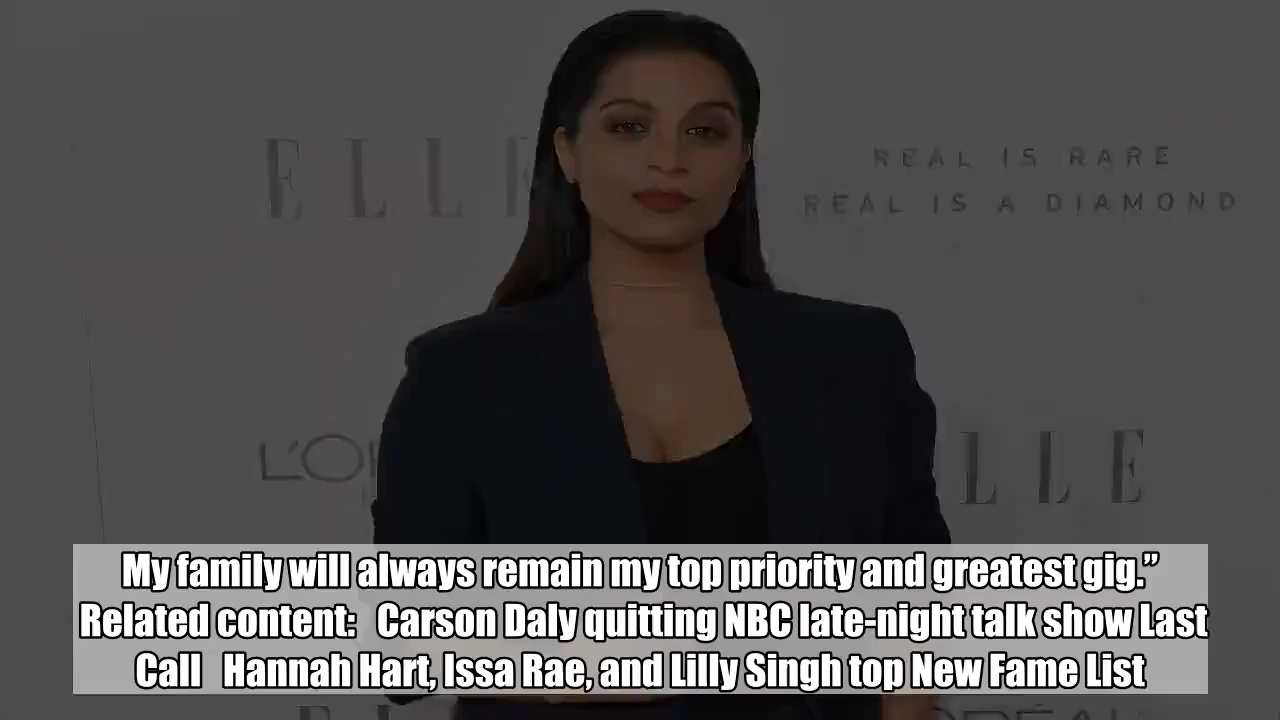 ELLE
REAL IS RARE
REAL IS A DIAMOND
L'O
LLE
My family will always remain my top priority and greatest gig.”
Related content: Carson Daly quitting NBC late-night talk show Last
Call Hannah Hart, Issa Rae, and Lilly Singh top New Fame List